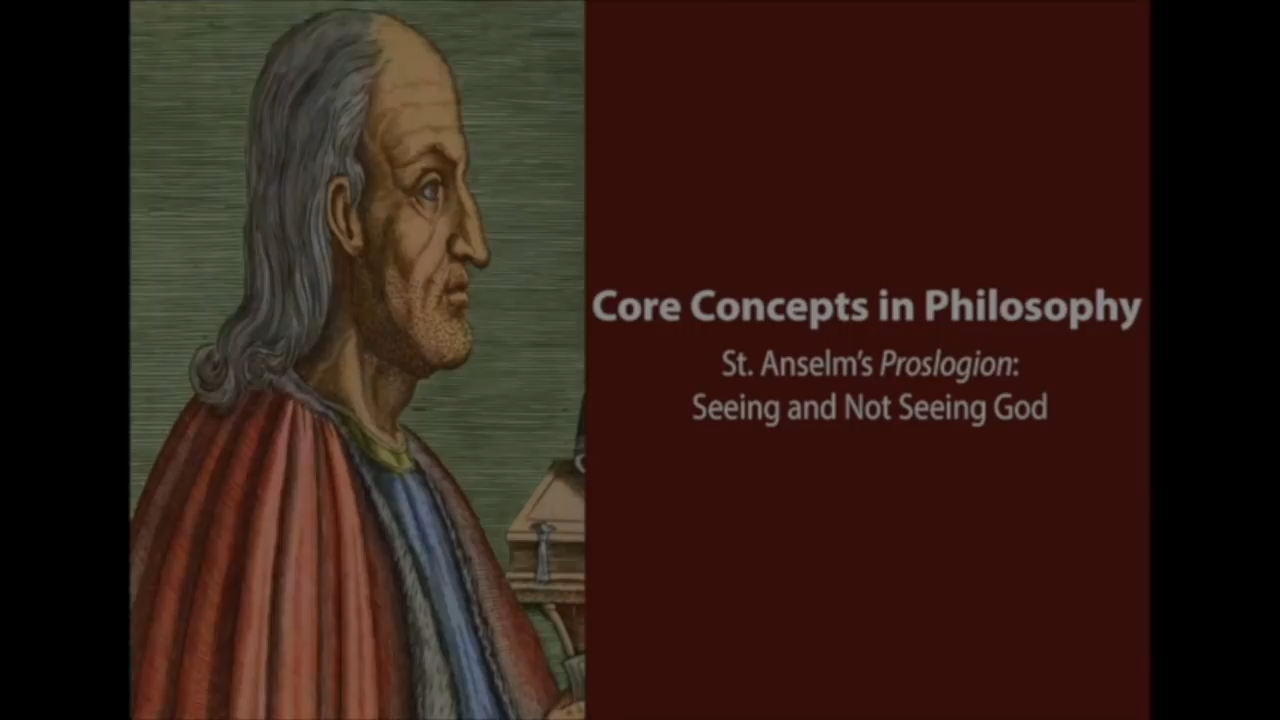 Core Concepts in Philosophy
St. Anselm's Proslogion:
Seeing and Not Seeing God